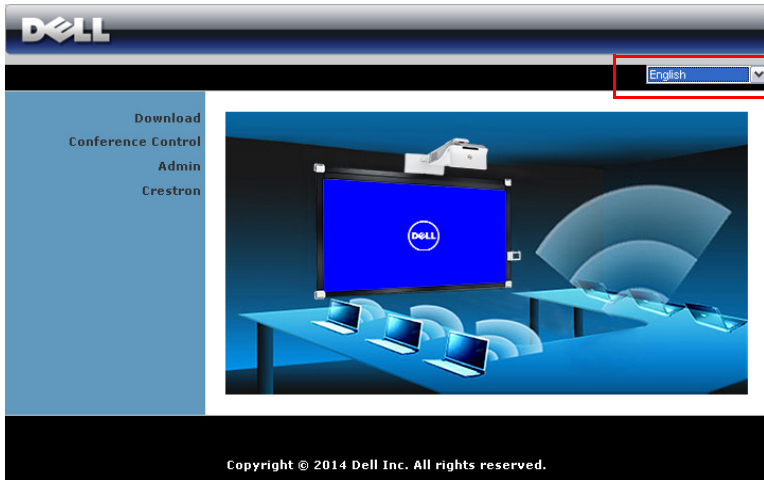 DELL
English
Download
Conference Control
Admin
Crestron
DELL
Copyright © 2014 Dell Inc. All rights reserved.